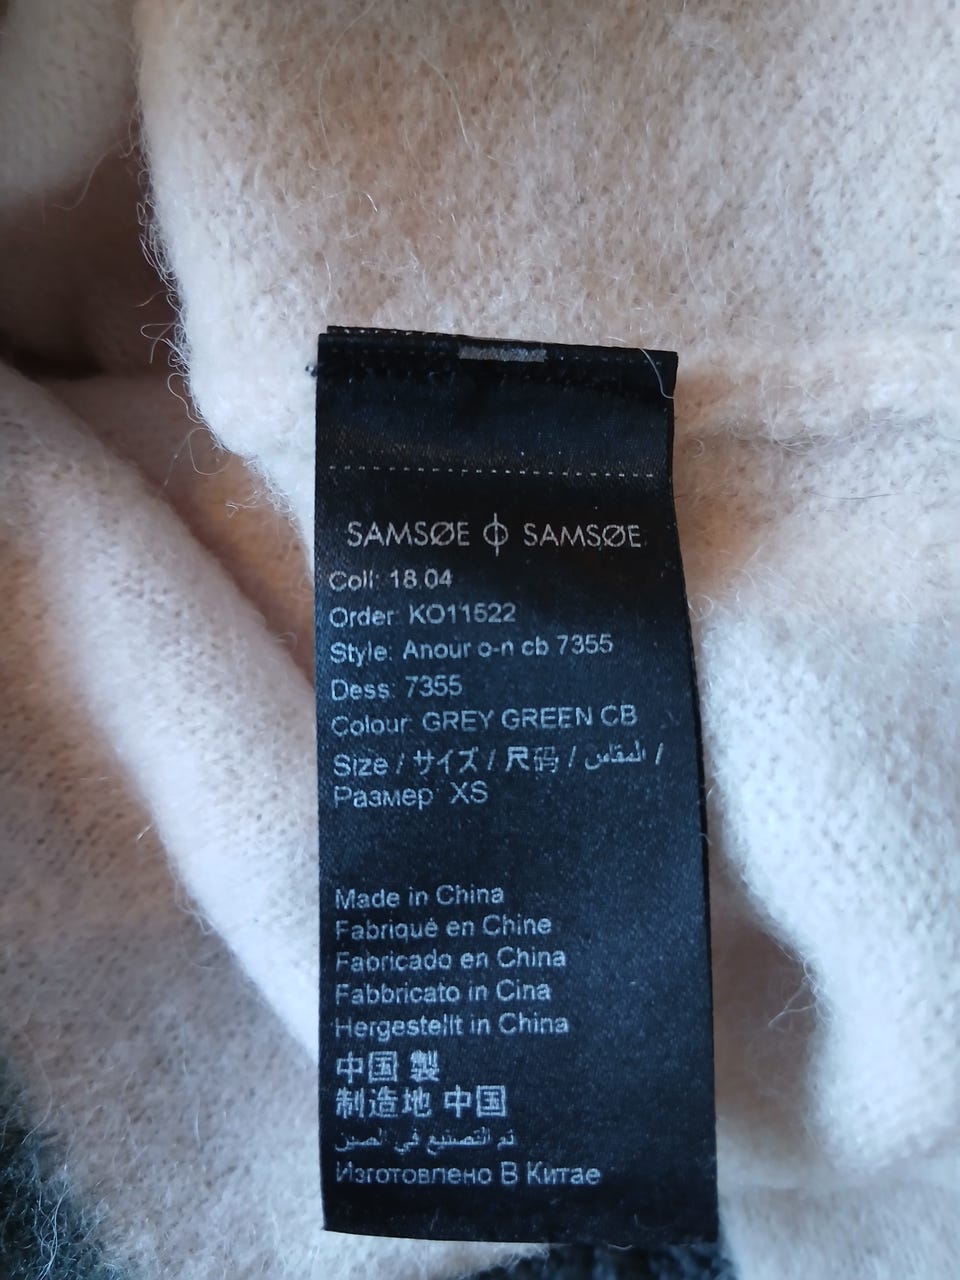 SAMSØE ⌽ SAMSØE
Coll: 18.04
Order: KO11522
Style: Anour o-n cb 7355
Dess: 7355
Colour: GREY GREEN CB
Size / サイズ / 尺码 / المقاس /
Размер: XS
Made in China
Fabriqué en Chine
Fabricado en China
Fabbricato in Cina
Hergestellt in China
中国 製
制造地 中国
تم التصنيع في الصين
Изготовлено В Китае